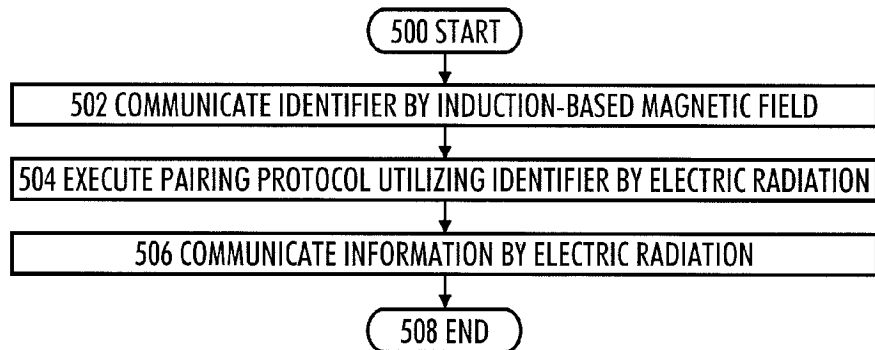 500 START
502 COMMUNICATE IDENTIFIER BY INDUCTION-BASED MAGNETIC FIELD
504 EXECUTE PAIRING PROTOCOL UTILIZING IDENTIFIER BY ELECTRIC RADIATION
506 COMMUNICATE INFORMATION BY ELECTRIC RADIATION
508 END